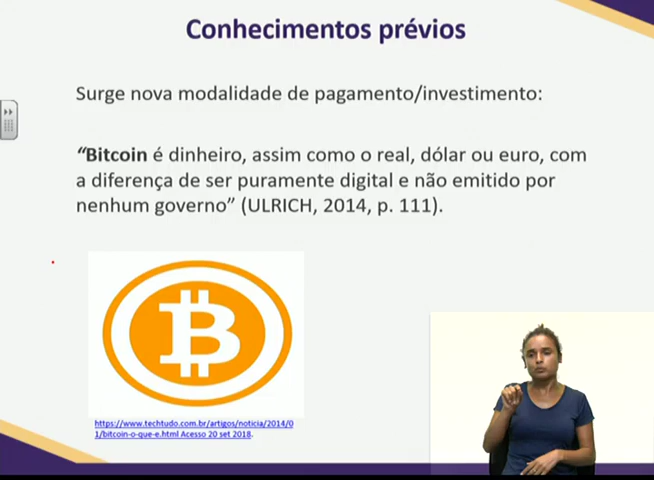 Conhecimentos prévios
Surge nova modalidade de pagamento/investimento:
“Bitcoin é dinheiro, assim como o real, dólar ou euro, com
a diferença de ser puramente digital e não emitido por
nenhum governo” (ULRICH, 2014, p. 111).
https://www.techtudo.com.br/artigos/noticia/2014/0
1/bitcoin-o-que-e.html Acesso 20 set 2018.